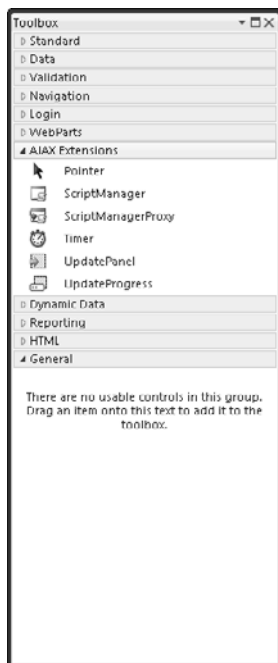 Toolbox
Standard
Data
Validation
Navigation
Login
WebParts
AJAX Extensions
Pointer
ScriptManager
ScriptManagerProxy
Timer
UpdatePanel
UpdateProgress
Dynamic Data
Reporting
HTML
General
There are no usable controls in this group.
Drag an item onto this text to add it to the
toolbox.